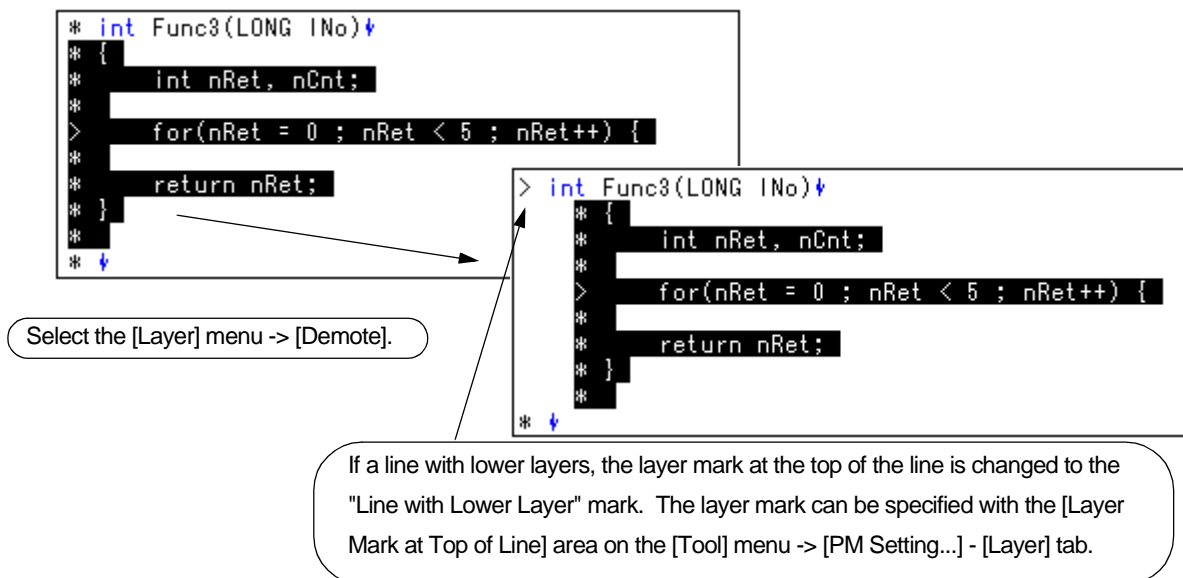 * int Func3(LONG lNo)
* {
*     int nRet, nCnt;
*
>     for(nRet = 0 ; nRet < 5 ; nRet++) {
*
*     return nRet;
* }
*
*
Select the [Layer] menu -> [Demote].
> int Func3(LONG lNo)
* {
*     int nRet, nCnt;
*
>     for(nRet = 0 ; nRet < 5 ; nRet++) {
*
*     return nRet;
* }
*
*
If a line with lower layers, the layer mark at the top of the line is changed to the
"Line with Lower Layer" mark.  The layer mark can be specified with the [Layer
Mark at Top of Line] area on the [Tool] menu -> [PM Setting...] - [Layer] tab.